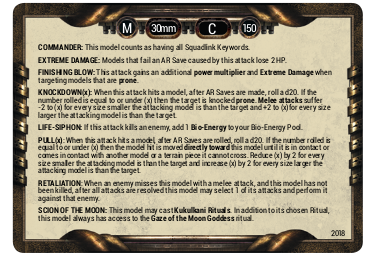 M 30mm C 150
COMMANDER: This model counts as having all Squadlink Keywords.
EXTREME DAMAGE: Models that fail an AR Save caused by this attack lose 2 HP.
FINISHING BLOW: This attack gains an additional power multiplier and Extreme Damage when
targeting models that are prone.
KNOCKDOWN(x): When this attack hits a model, after AR Saves are made, roll a d20. If the
number rolled is equal to or under (x) then the target is knocked prone. Melee attacks suffer
-2 to (x) for every size smaller the attacking model is than the target and +2 to (x) for every size
larger the attacking model is than the target.
LIFE-SIPHON: If this attack kills an enemy, add 1 Bio-Energy to your Bio-Energy Pool.
PULL(x): When this attack hits a model, after AR Saves are rolled, roll a d20. If the number rolled is
equal to or under (x) then the model hit is moved directly toward this model until it is in contact or
comes in contact with another model or a terrain piece it cannot cross. Reduce (x) by 2 for every
size smaller the attacking model is than the target and increase (x) by 2 for every size larger the
attacking model is than the target.
RETALIATION: When an enemy misses this model with a melee attack, and this model has not
been killed, after all attacks are resolved this model may select 1 of its attacks and perform it
against that enemy.
SCION OF THE MOON: This model may cast Kukulkani Rituals. In addition to its chosen Ritual,
this model always has access to the Gaze of the Moon Goddess ritual.
2018